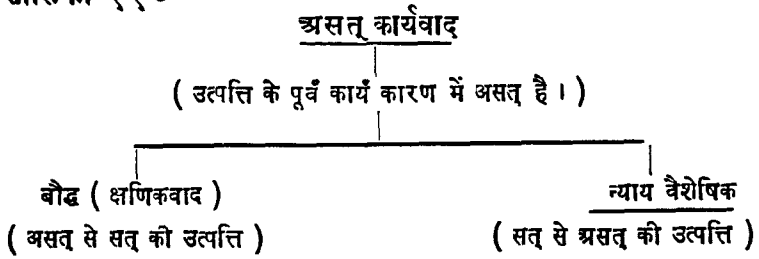 असत् कार्यवाद
( उत्पत्ति के पूर्व कार्य कारण में असत् है । )
बौद्ध ( क्षणिकवाद )
न्याय वैशेषिक
( असत् से सत् की उत्पत्ति )
( सत् से असत् की उत्पत्ति )